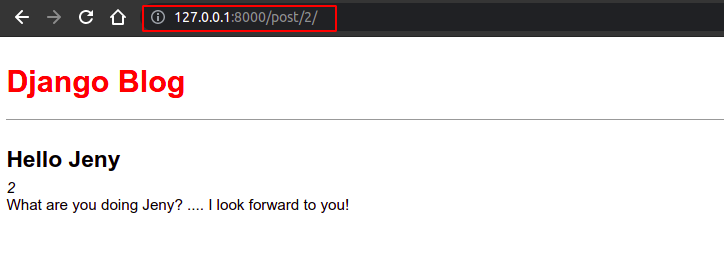 127.0.0.1:8000/post/2/
Django Blog
Hello Jeny
2
What are you doing Jeny? .... I look forward to you!